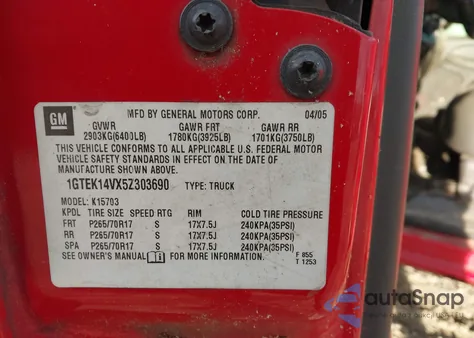 GM
MFD BY GENERAL MOTORS CORP. 04/05
GVWR GAWR FRT GAWR RR
2903KG(6400LB) 1780KG(3925LB) 1701KG(3750LB)
THIS VEHICLE CONFORMS TO ALL APPLICABLE U.S. FEDERAL MOTOR
VEHICLE SAFETY STANDARDS IN EFFECT ON THE DATE OF
MANUFACTURE SHOWN ABOVE.
1GTEK14VX5Z303690 TYPE: TRUCK
MODEL: K15703
KPDL TIRE SIZE SPEED RTG RIM COLD TIRE PRESSURE
FRT P265/70R17 S 17X7.5J 240KPA(35PSI)
RR P265/70R17 S 17X7.5J 240KPA(35PSI)
SPA P265/70R17 S 17X7.5J 240KPA(35PSI)
SEE OWNER'S MANUAL FOR MORE INFORMATION.
F 855
T 1253
autoSnap